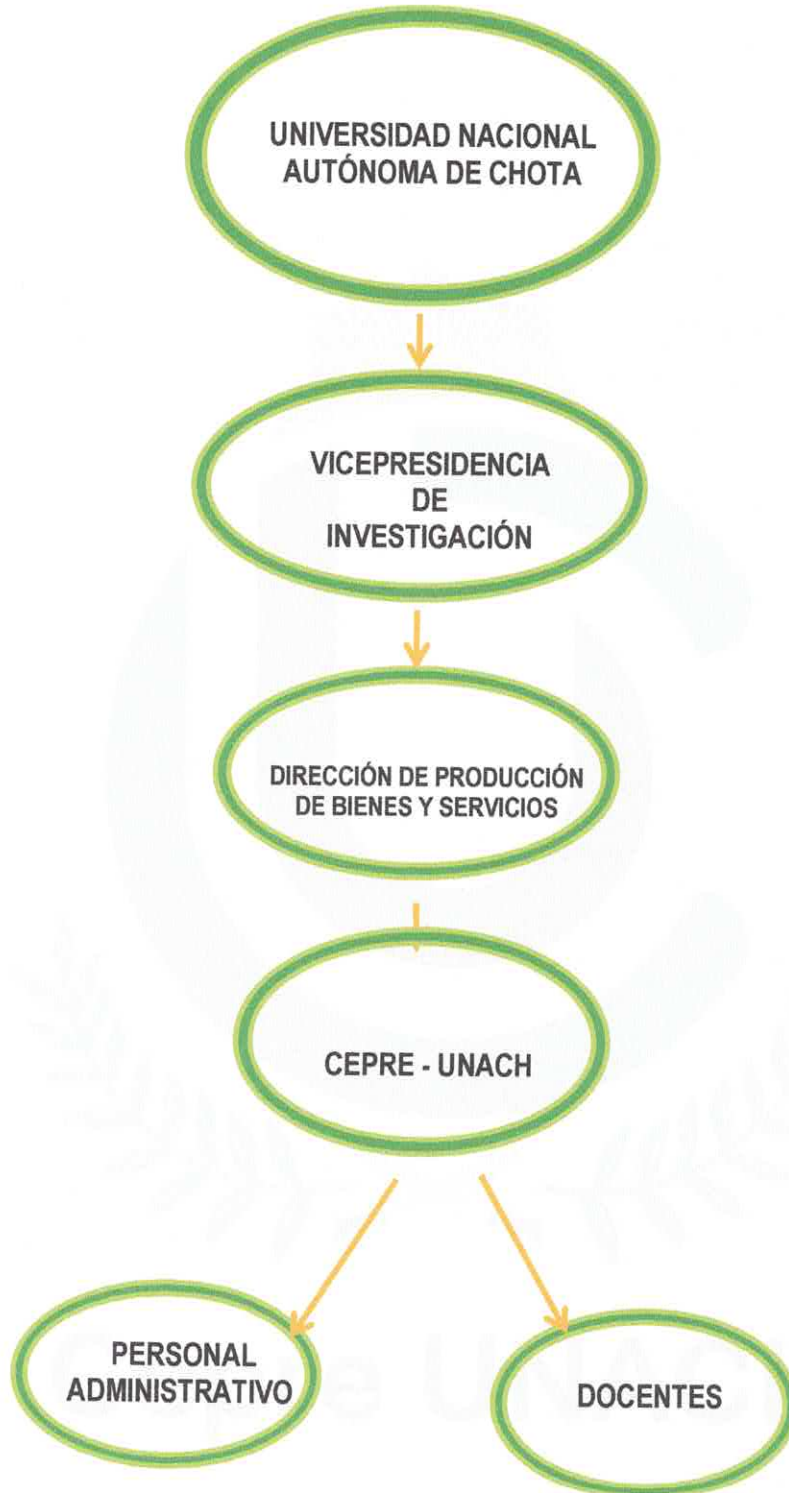 UNIVERSIDAD NACIONAL
AUTÓNOMA DE CHOTA
VICEPRESIDENCIA
DE
INVESTIGACIÓN
DIRECCIÓN DE PRODUCCIÓN
DE BIENES Y SERVICIOS
CEPRE - UNACH
PERSONAL
ADMINISTRATIVO
DOCENTES